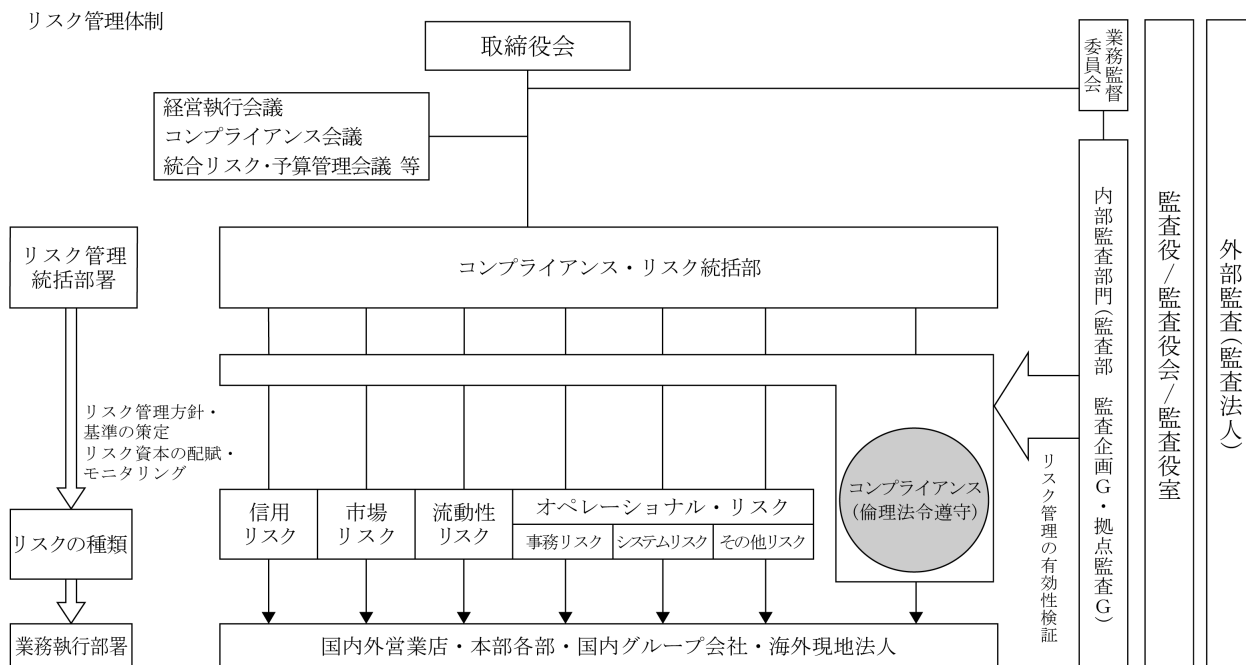 リスク管理体制
取締役会
経営執行会議
コンプライアンス会議
統合リスク・予算管理会議 等
リスク管理
統括部署
コンプライアンス・リスク統括部
リスク管理方針・
基準の策定
リスク資本の配賦・
モニタリング
リスクの種類
信用
リスク
市場
リスク
流動性
リスク
オペレーショナル・リスク
事務リスク
システムリスク
その他リスク
コンプライアンス
(倫理法令遵守)
業務執行部署
国内外営業店・本部各部・国内グループ会社・海外現地法人
リスク管理の有効性検証
業務監督
委員会
内部監査部門(監査部 監査企画G・拠点監査G)
監査役/監査役会/監査役室
外部監査(監査法人)